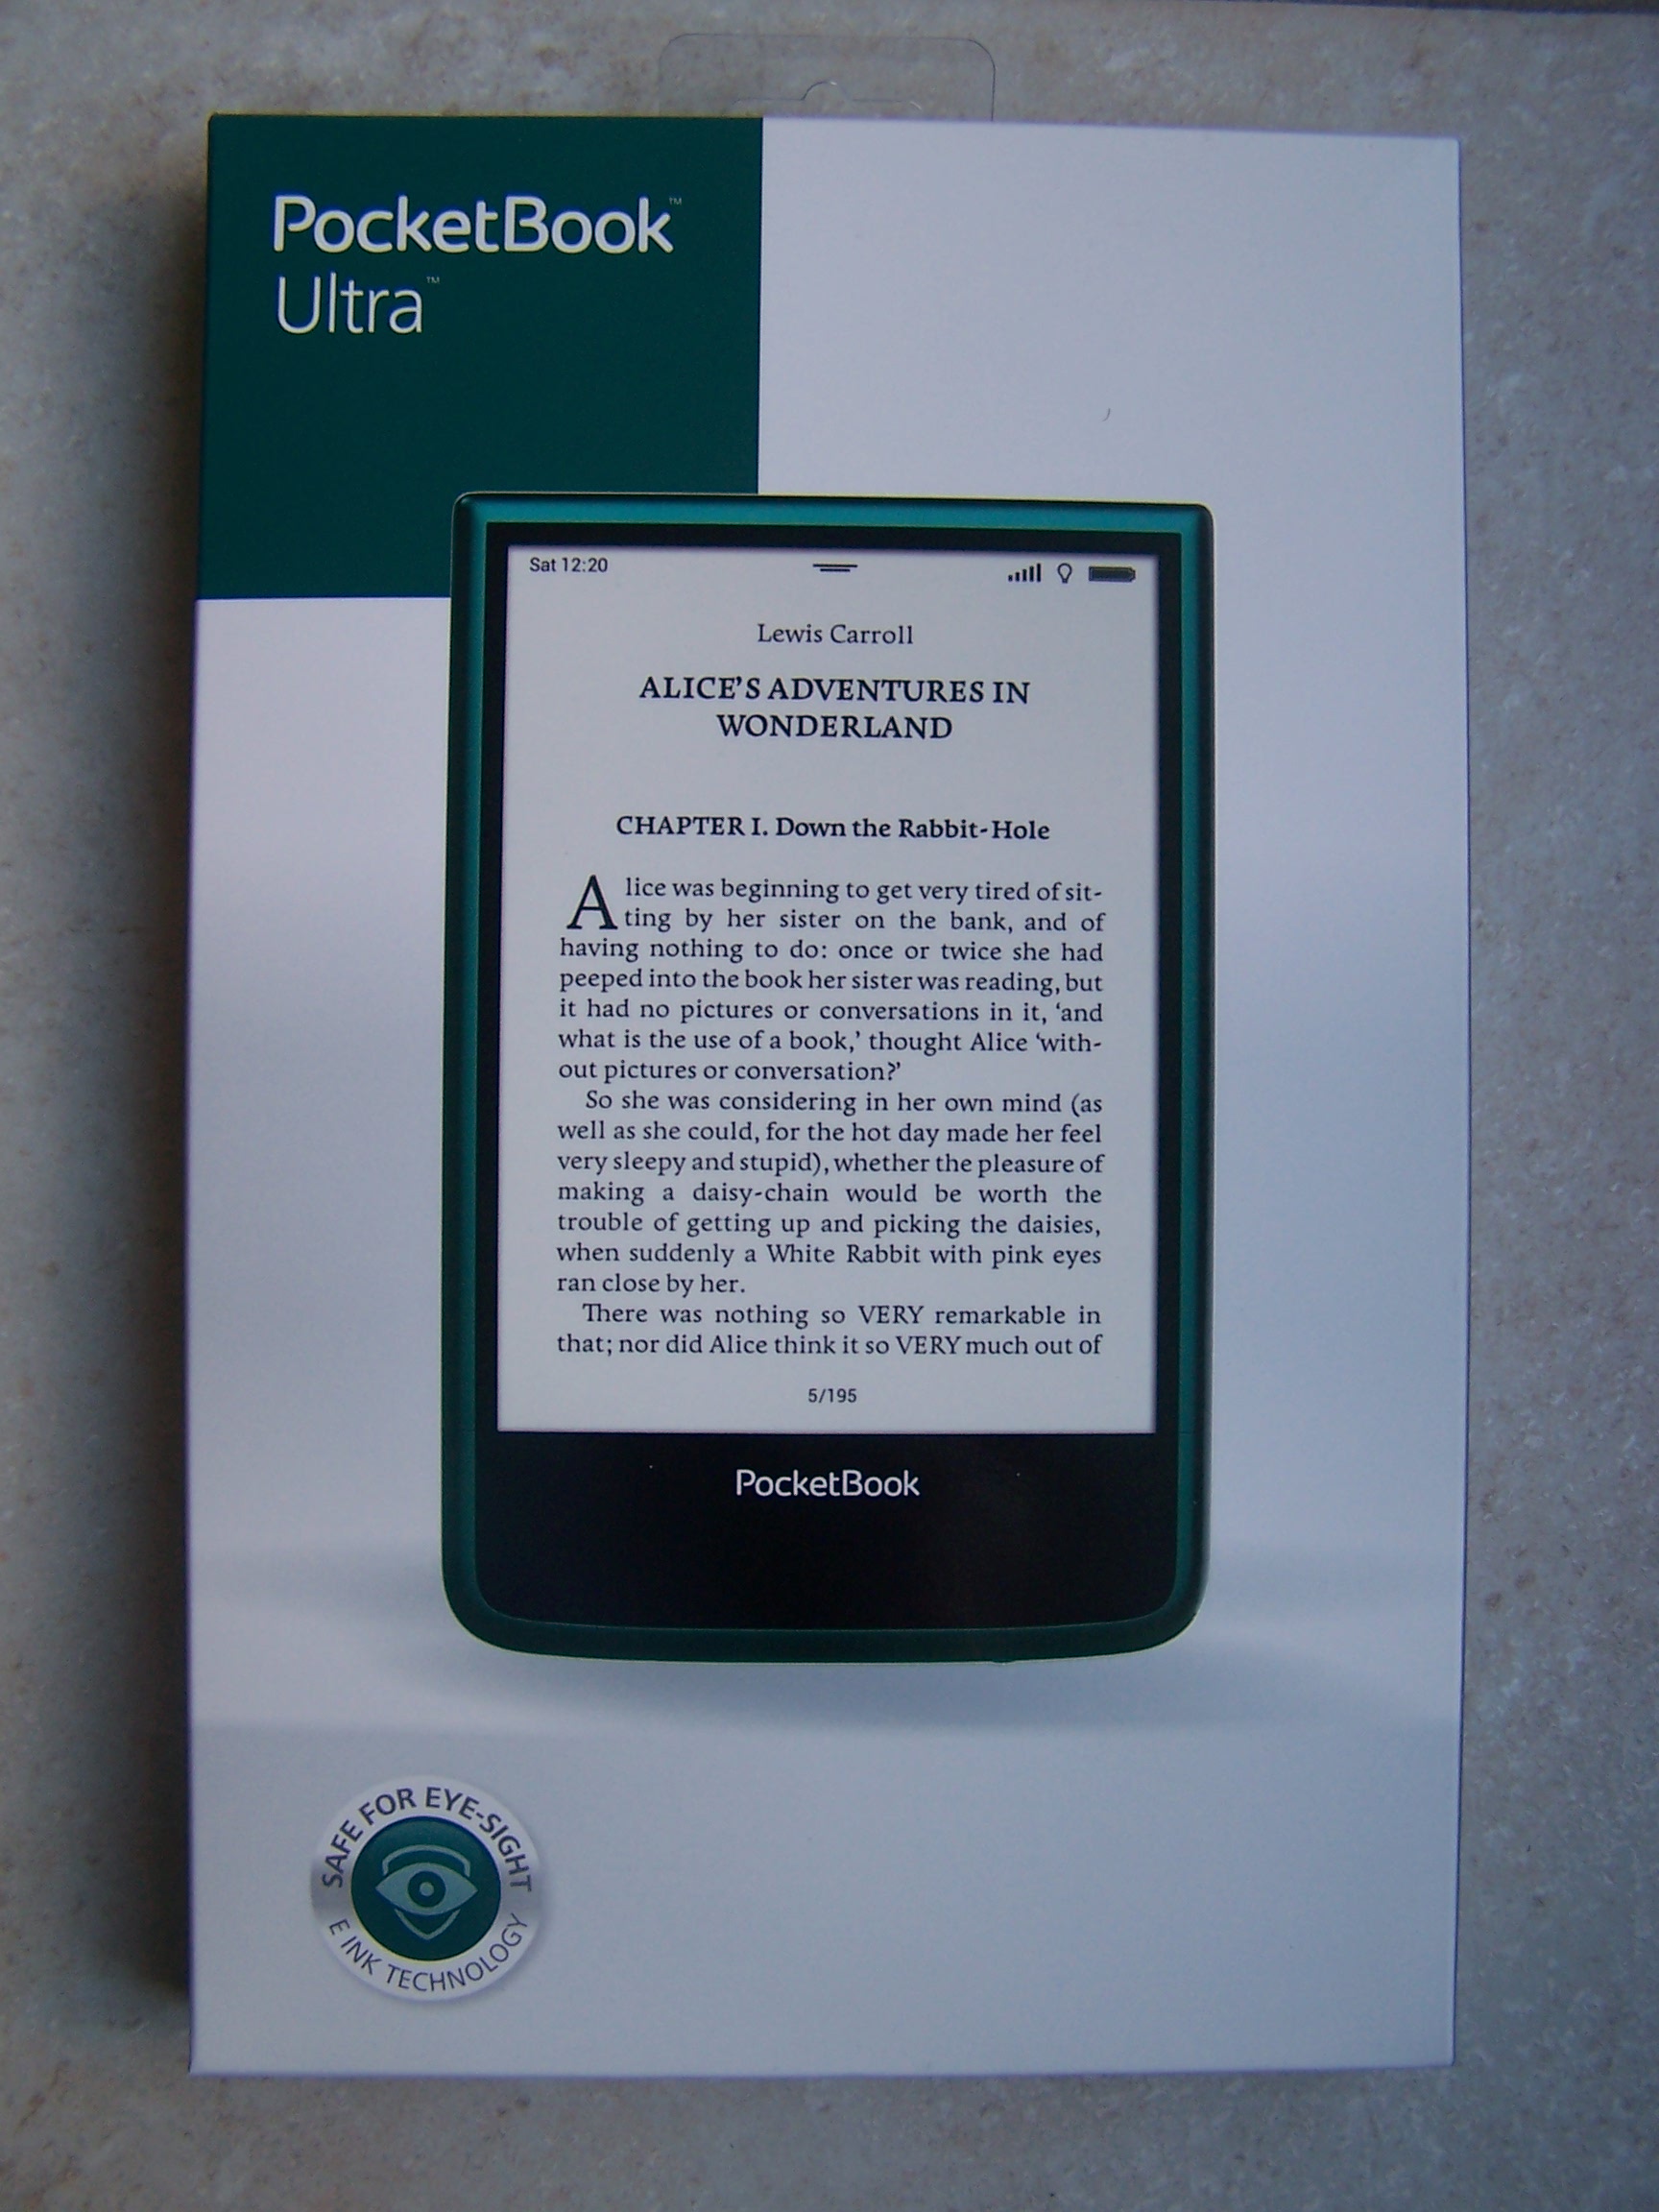 PocketBook™
Ultra™
Sat 12:20
Lewis Carroll
ALICE’S ADVENTURES IN
WONDERLAND
CHAPTER I. Down the Rabbit-Hole
Alice was beginning to get very tired of sit-
ting by her sister on the bank, and of
having nothing to do: once or twice she had
peeped into the book her sister was reading, but
it had no pictures or conversations in it, ‘and
what is the use of a book,’ thought Alice ‘with-
out pictures or conversation?’
So she was considering in her own mind (as
well as she could, for the hot day made her feel
very sleepy and stupid), whether the pleasure of
making a daisy-chain would be worth the
trouble of getting up and picking the daisies,
when suddenly a White Rabbit with pink eyes
ran close by her.
There was nothing so VERY remarkable in
that; nor did Alice think it so VERY much out of
5/195
PocketBook
SAFE FOR EYE-SIGHT
E INK TECHNOLOGY